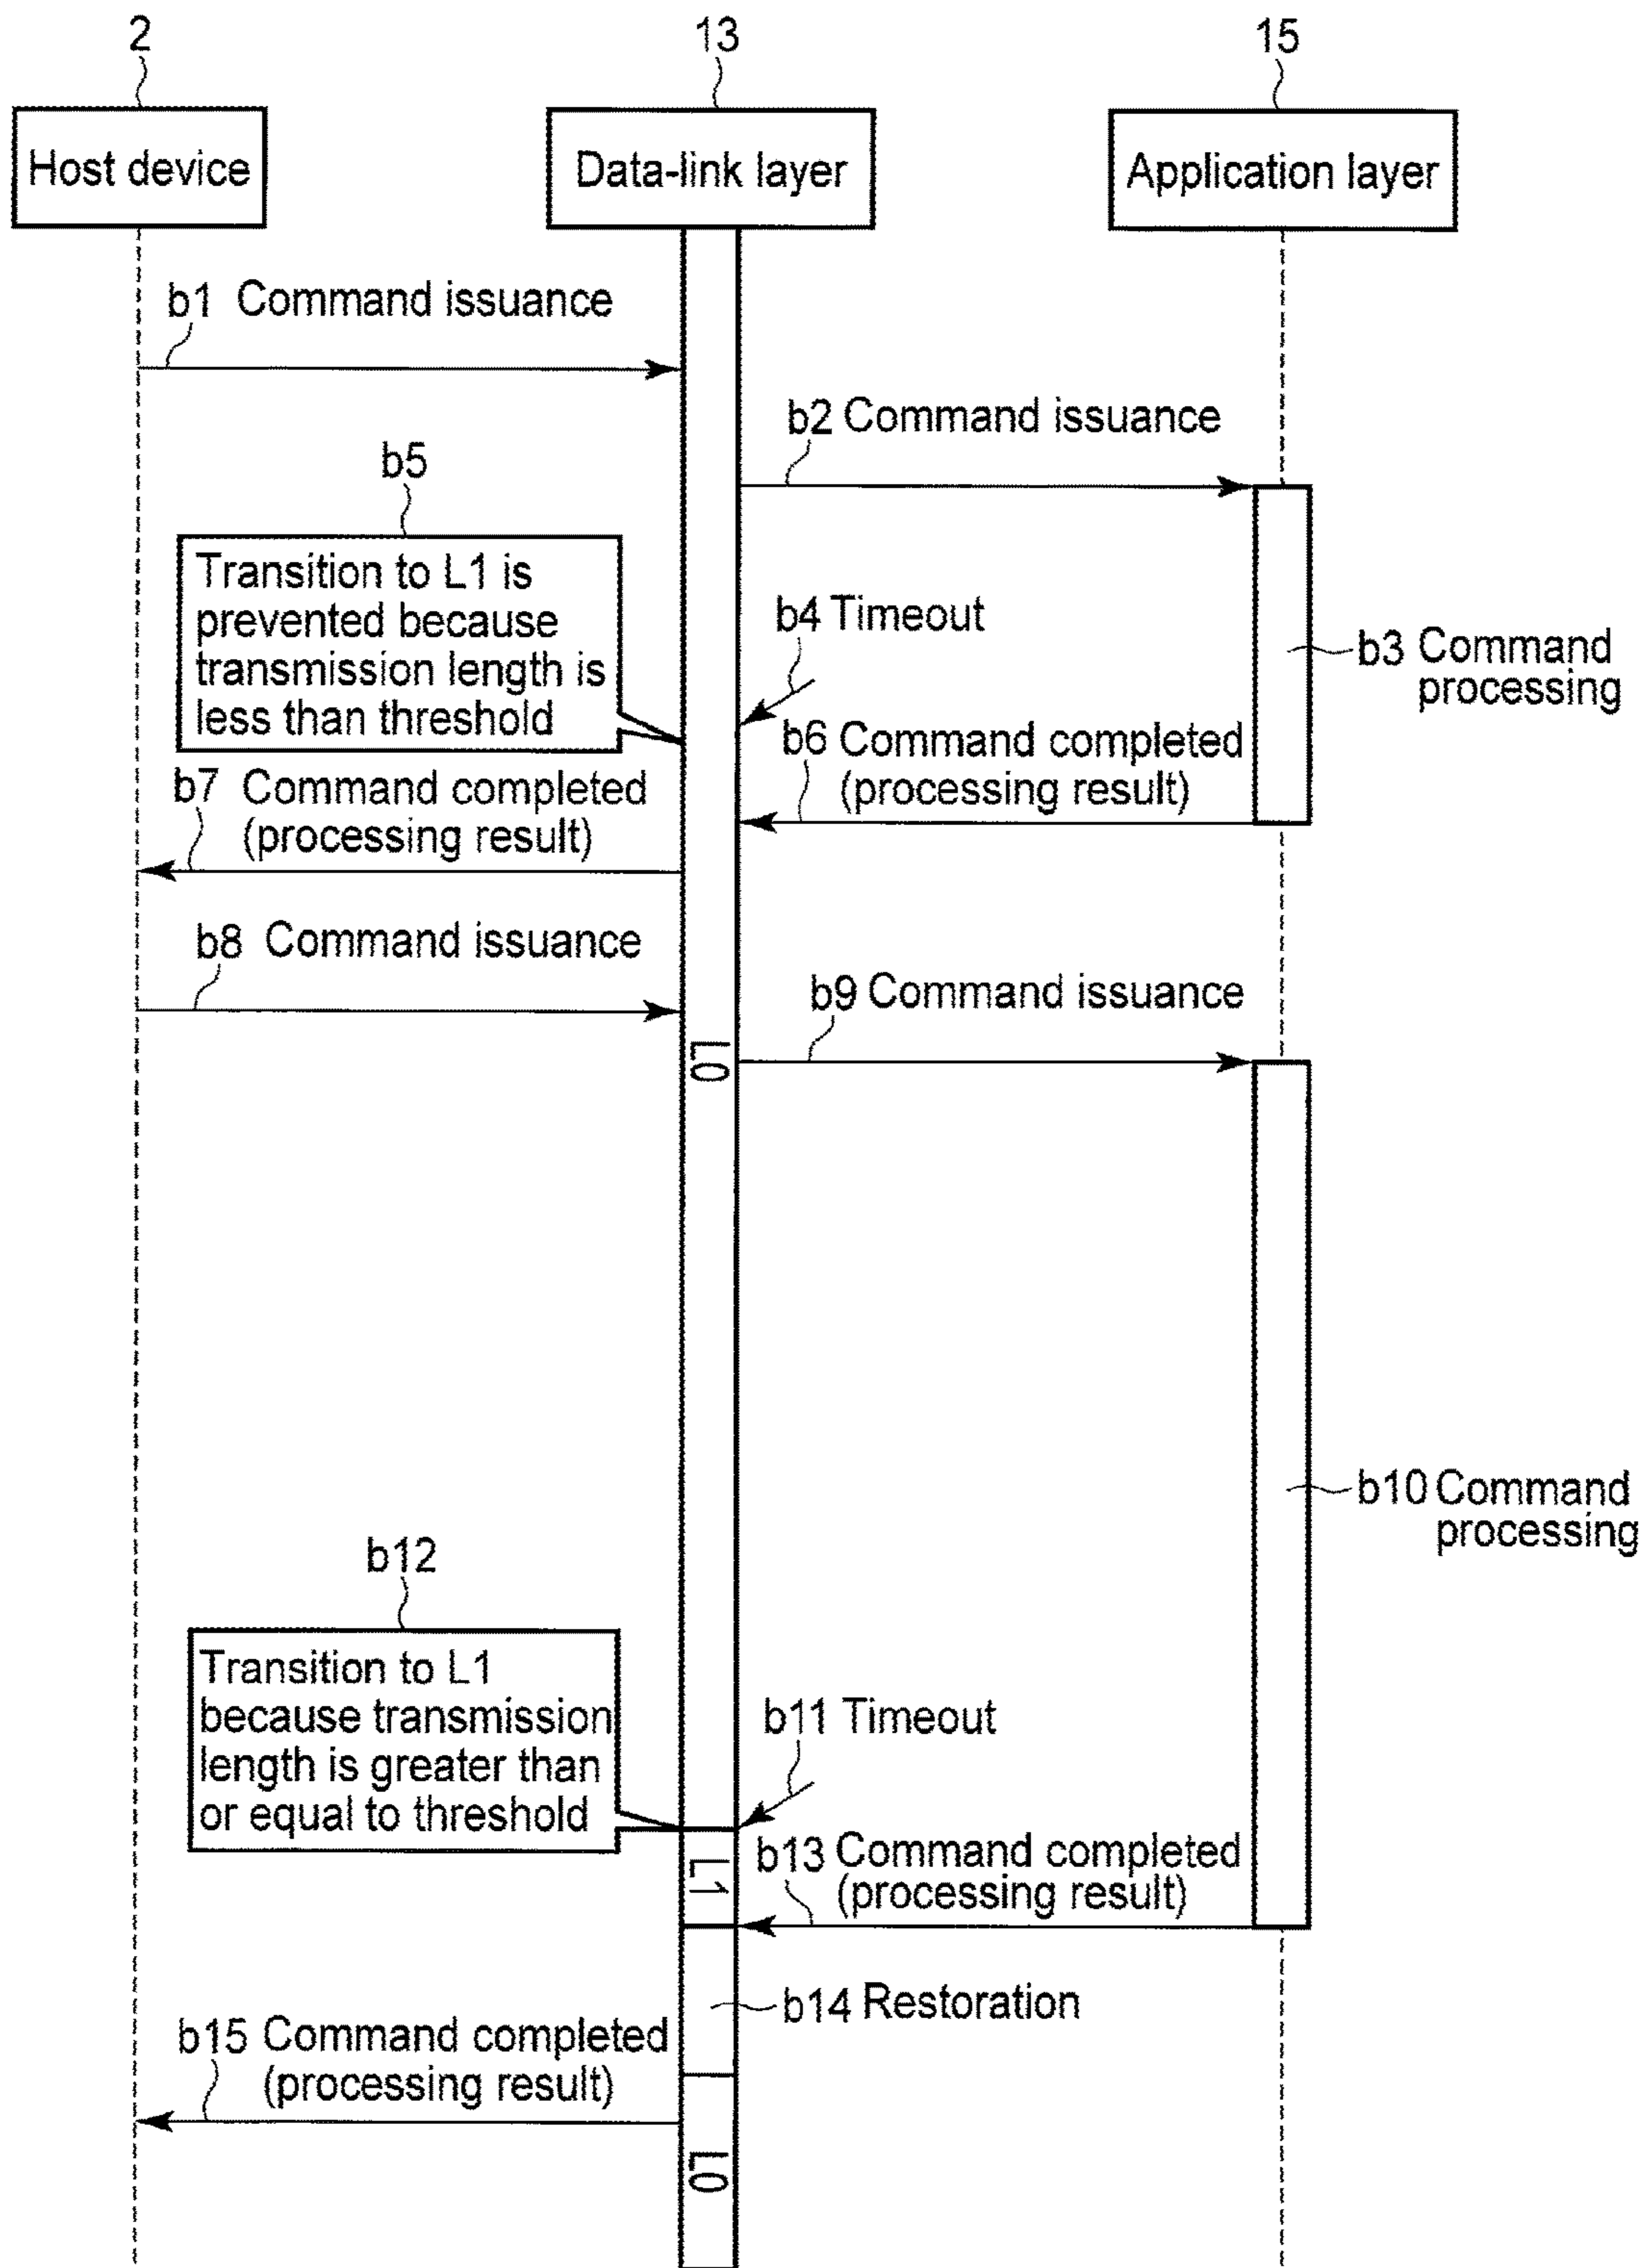 2
13
15
Host device
Data-link layer
Application layer
b1 Command issuance
b2 Command issuance
b5
Transition to L1 is
prevented because
transmission length is
less than threshold
b4 Timeout
b3 Command
processing
b6 Command completed
(processing result)
b7 Command completed
(processing result)
b8 Command issuance
b9 Command issuance
L0
b10 Command
processing
b12
Transition to L1
because transmission
length is greater than
or equal to threshold
b11 Timeout
L1
b13 Command completed
(processing result)
b14 Restoration
b15 Command completed
(processing result)
L0